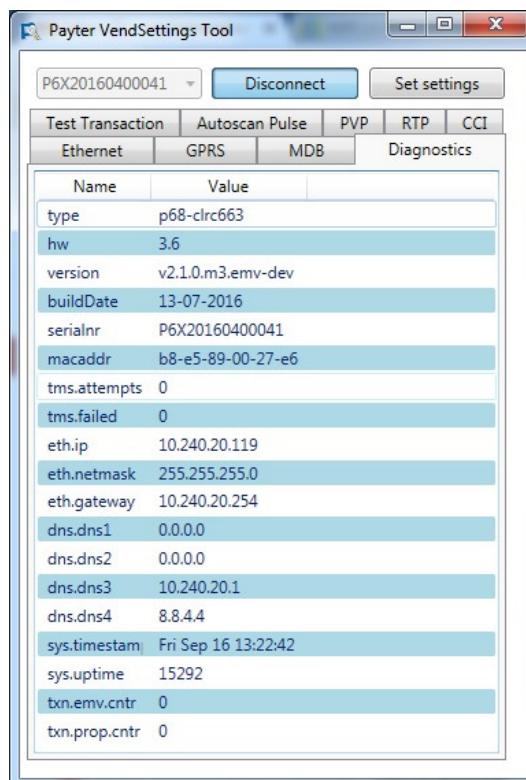 Payter VendSettings Tool
P6X20160400041 Disconnect Set settings
Test Transaction Autoscan Pulse PVP RTP CCI
Ethernet GPRS MDB Diagnostics
Name Value
type p68-clrc663
hw 3.6
version v2.1.0.m3.emv-dev
buildDate 13-07-2016
serialnr P6X20160400041
macaddr b8-e5-89-00-27-e6
tms.attempts 0
tms.failed 0
eth.ip 10.240.20.119
eth.netmask 255.255.255.0
eth.gateway 10.240.20.254
dns.dns1 0.0.0.0
dns.dns2 0.0.0.0
dns.dns3 10.240.20.1
dns.dns4 8.8.4.4
sys.timestam Fri Sep 16 13:22:42
sys.uptime 15292
txn.emv.cntr 0
txn.prop.cntr 0